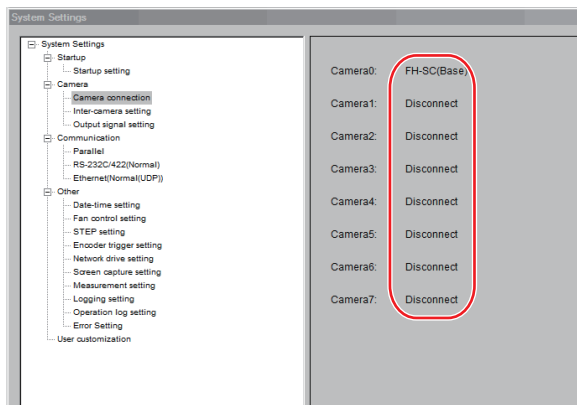 System Settings
System Settings
Startup
Startup setting
Camera
Camera connection
Inter-camera setting
Output signal setting
Communication
Parallel
RS-232C/422(Normal)
Ethernet(Normal(UDP))
Other
Date-time setting
Fan control setting
STEP setting
Encoder trigger setting
Network drive setting
Screen capture setting
Measurement setting
Logging setting
Operation log setting
Error Setting
User customization
Camera0: FH-SC(Base)
Camera1: Disconnect
Camera2: Disconnect
Camera3: Disconnect
Camera4: Disconnect
Camera5: Disconnect
Camera6: Disconnect
Camera7: Disconnect